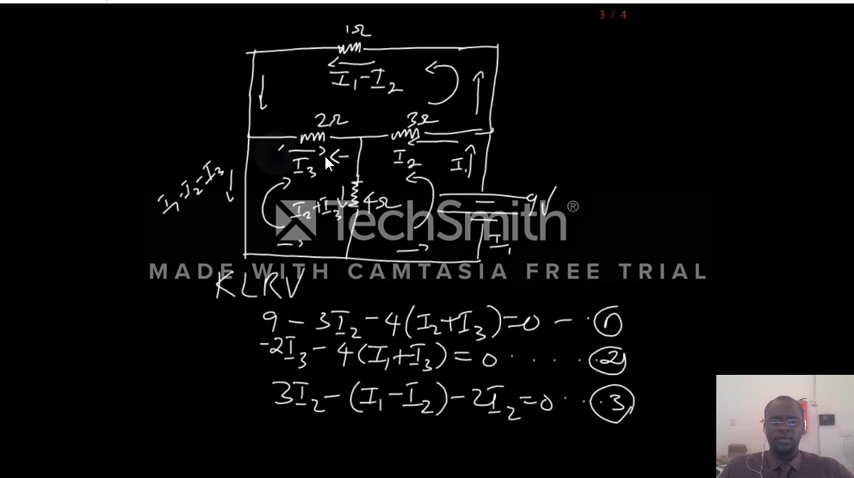 3 / 4
1Ω
I₁-I₂
2Ω
3Ω
I₃
I₂
I₁
I₁-I₂-I₃
I₂+I₃
4Ω
9V
I₁
TechSmith®
MADE WITH CAMTASIA FREE TRIAL
KLRV
9 - 3I₂ - 4(I₂+I₃)=0 - · ①
-2I₃ - 4(I₁+I₃) = 0 · · · · · ②
3I₂ - (I₁-I₂) - 2I₂=0 · · · ③